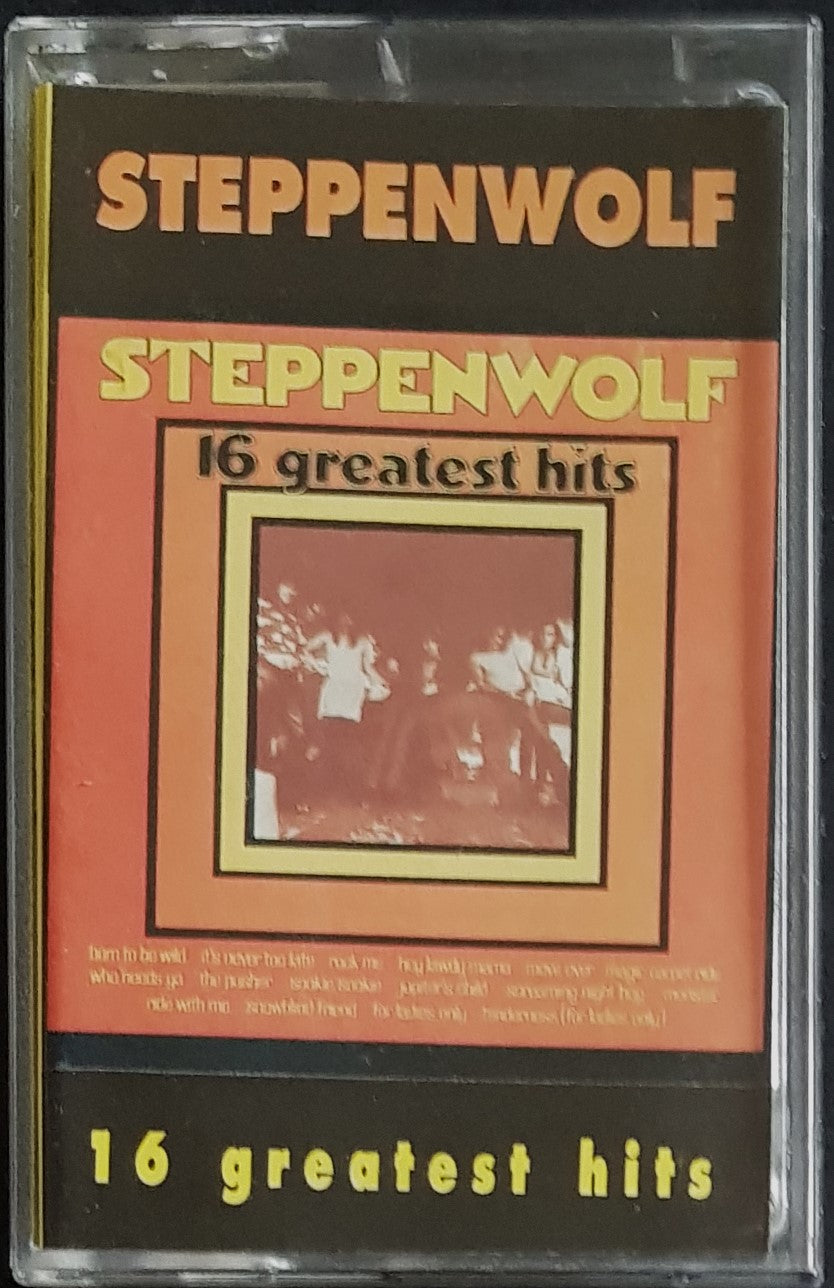 STEPPENWOLF
STEPPENWOLF
16 greatest hits
born to be wild it's never too late rock me hey lawdy mama move over magic carpet ride
who needs ya the pusher sookie sookie jupiter's child screaming night hog monster
ride with me snowblind friend for ladies only tenderness (for ladies only)
16 greatest hits